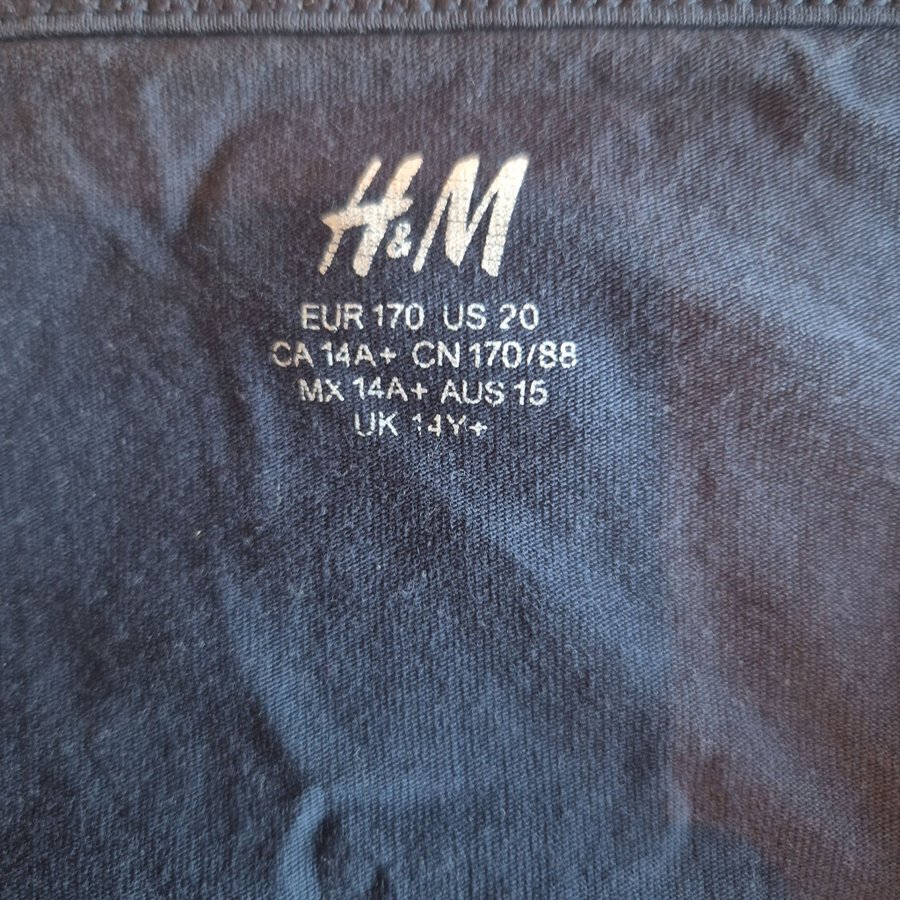 H&M
EUR 170 US 20
CA 14A+ CN 170/88
MX 14A+ AUS 15
UK 14Y+